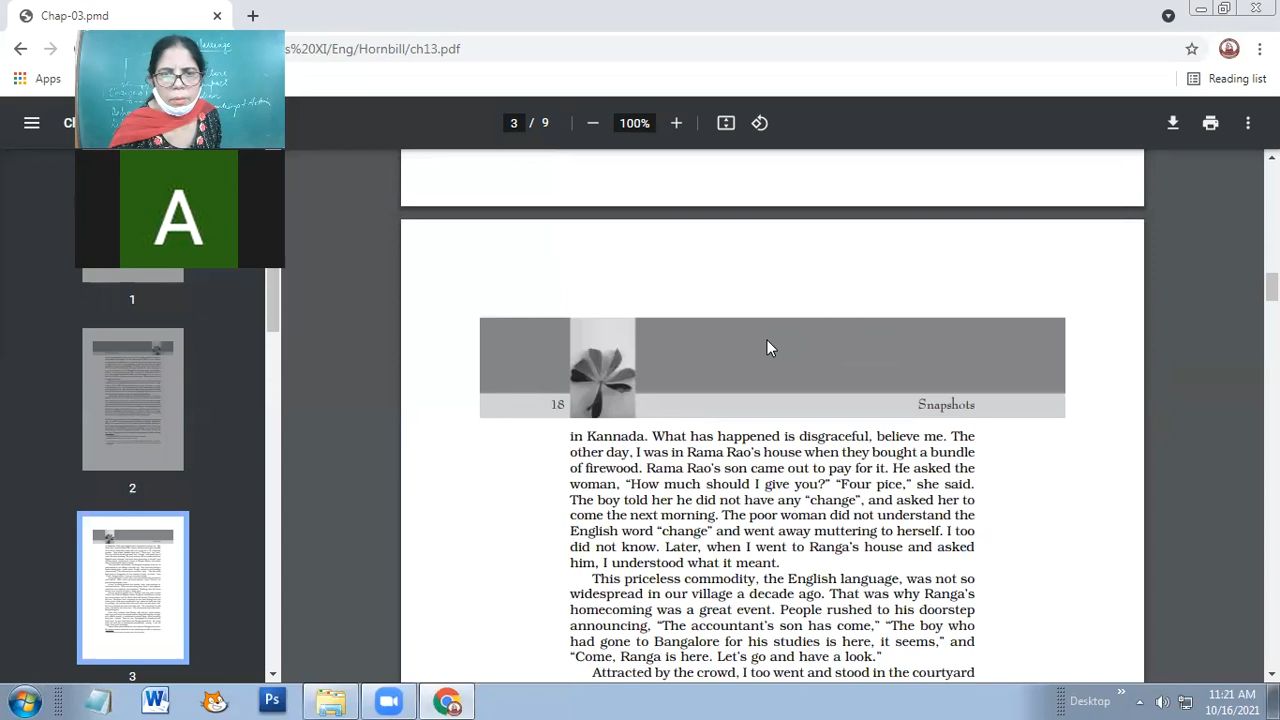 Chap-03.pmd
s%20XI/Eng/Hornbill/ch13.pdf
Apps
Reading list
Marriage
Ch
3 / 9
100%
A
1
2
3
18
Snapshots
in Kannada. What has happened is disgraceful, believe me. The
other day, I was in Rama Rao's house when they bought a bundle
of firewood. Rama Rao's son came out to pay for it. He asked the
woman, “How much should I give you?” “Four pice,” she said.
The boy told her he did not have any “change”, and asked her to
come the next morning. The poor woman did not understand the
English word “change” and went away muttering to herself. I too
did not know. Later, when I went to Ranga's house and asked
him, I understood what it meant.
This priceless commodity, the English language, was not so
widespread in our village a decade ago. That was why Ranga's
homecoming was a great event. People rushed to his doorstep
announcing, “The accountant's son has come,” “The boy who
had gone to Bangalore for his studies is here, it seems,” and
“Come, Ranga is here. Let's go and have a look.”
Attracted by the crowd, I too went and stood in the courtyard
W
Ps
Desktop
11:21 AM
10/16/2021